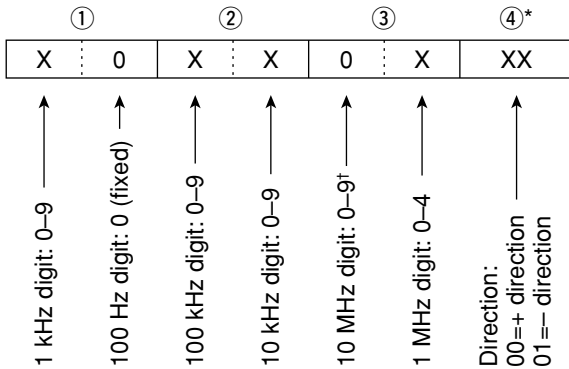 ① ② ③ ④*
X 0 X X 0 X XX
1 kHz digit: 0–9
100 Hz digit: 0 (fixed)
100 kHz digit: 0–9
10 kHz digit: 0–9
10 MHz digit: 0–9†
1 MHz digit: 0–4
Direction:
00=+ direction
01=– direction